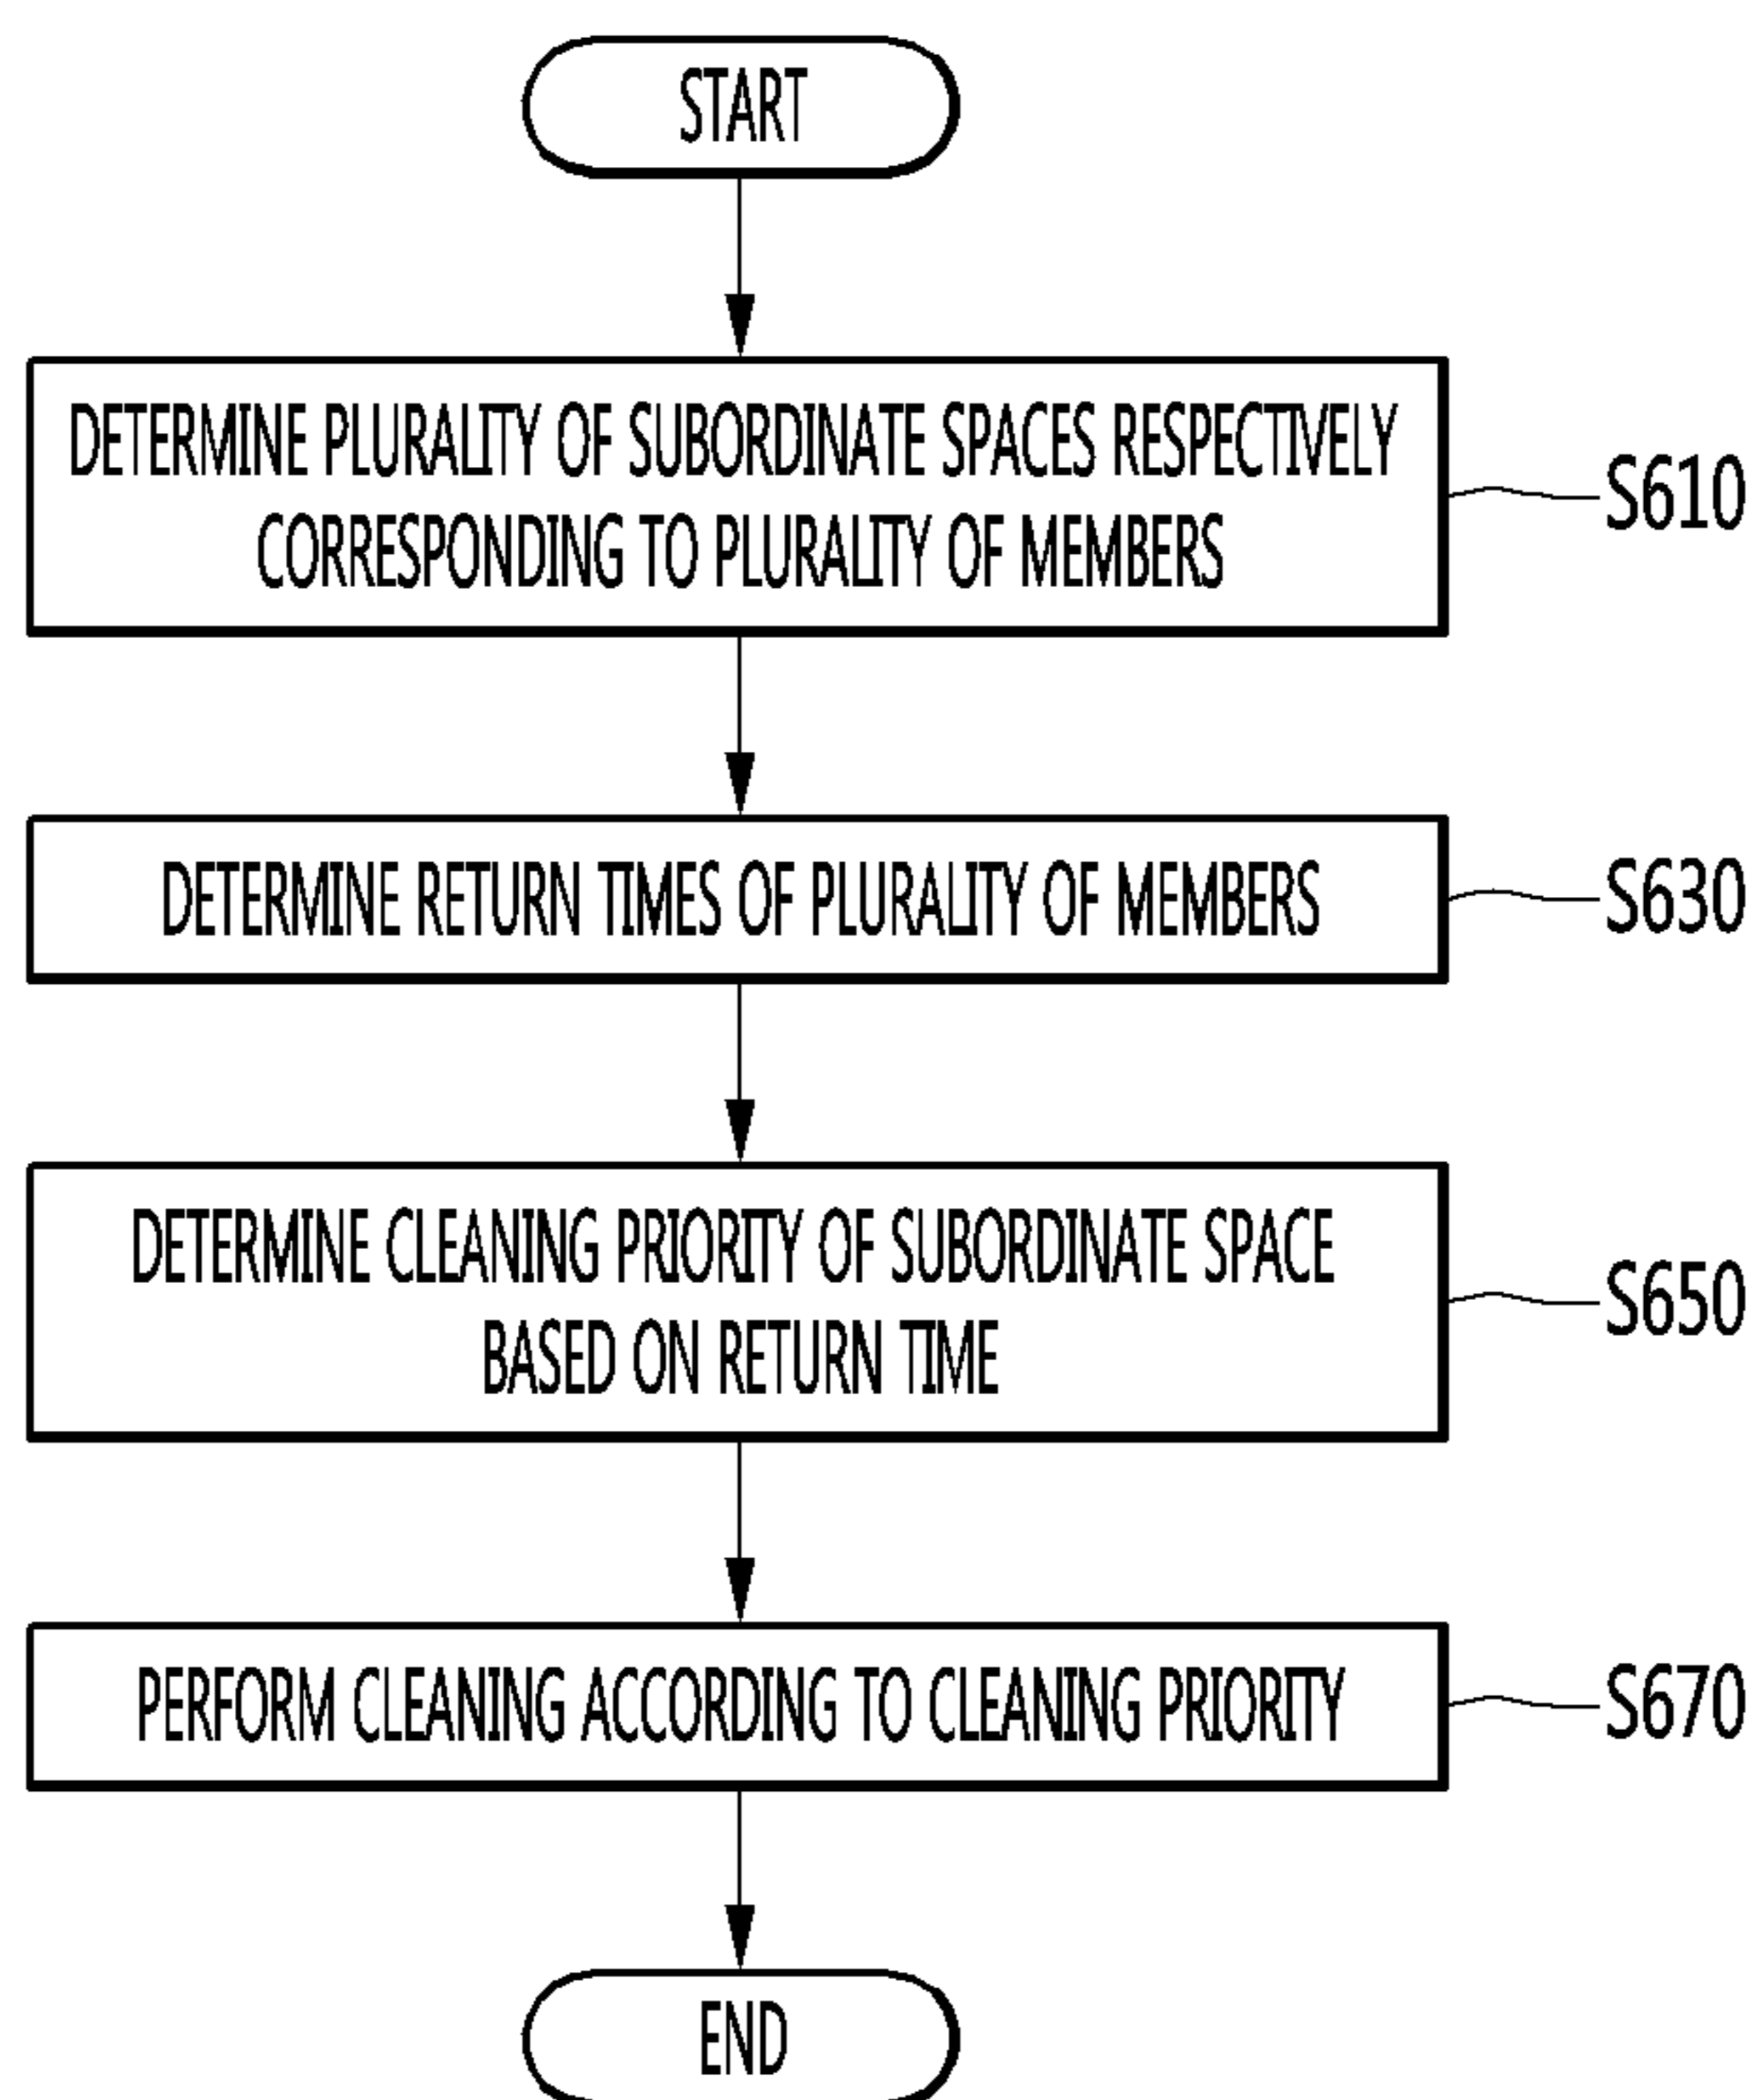 START
DETERMINE PLURALITY OF SUBORDINATE SPACES RESPECTIVELY
CORRESPONDING TO PLURALITY OF MEMBERS
S610
DETERMINE RETURN TIMES OF PLURALITY OF MEMBERS
S630
DETERMINE CLEANING PRIORITY OF SUBORDINATE SPACE
BASED ON RETURN TIME
S650
PERFORM CLEANING ACCORDING TO CLEANING PRIORITY
S670
END